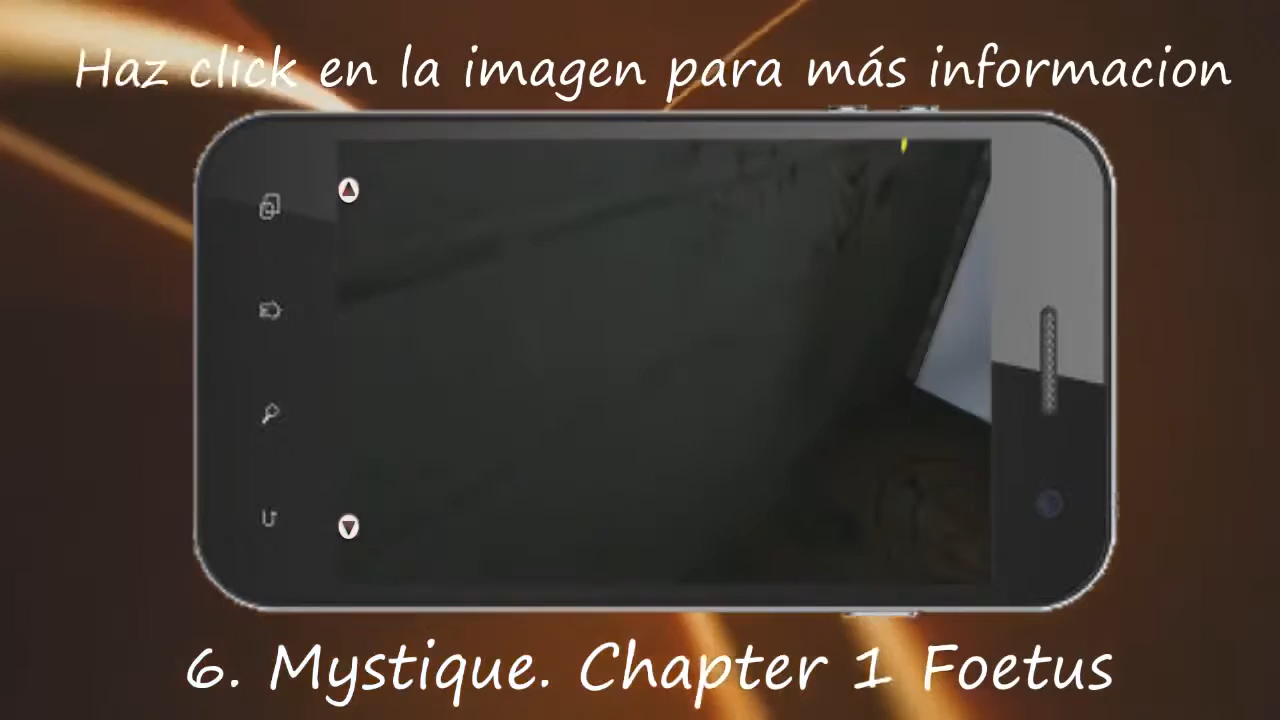 Haz click en la imagen para más informacion
6. Mystique. Chapter 1 Foetus